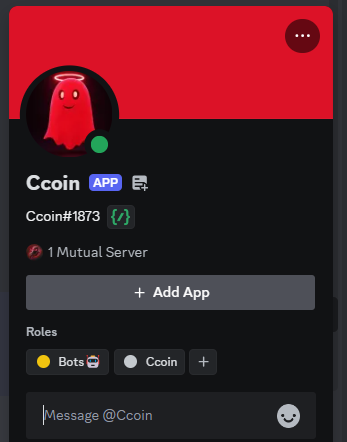 Ccoin APP
Ccoin#1873 {/}
1 Mutual Server
+ Add App
Roles
Bots🤖 Ccoin +
Message @Ccoin